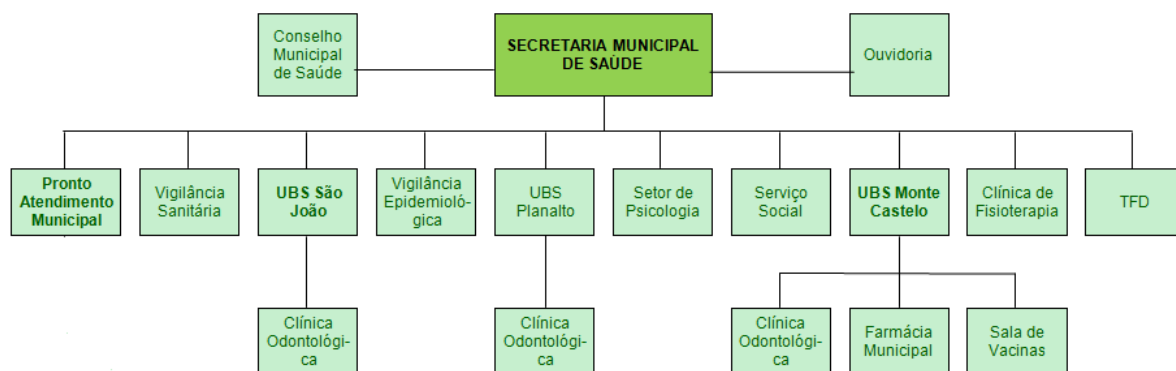 Conselho
Municipal
de Saúde
SECRETARIA MUNICIPAL
DE SAÚDE
Ouvidoria
Pronto
Atendimento
Municipal
Vigilância
Sanitária
UBS São
João
Vigilância
Epidemioló-
gica
UBS
Planalto
Setor de
Psicologia
Serviço
Social
UBS Monte
Castelo
Clínica de
Fisioterapia
TFD
Clínica
Odontológi-
ca
Clínica
Odontológi-
ca
Clínica
Odontológi-
ca
Farmácia
Municipal
Sala de
Vacinas